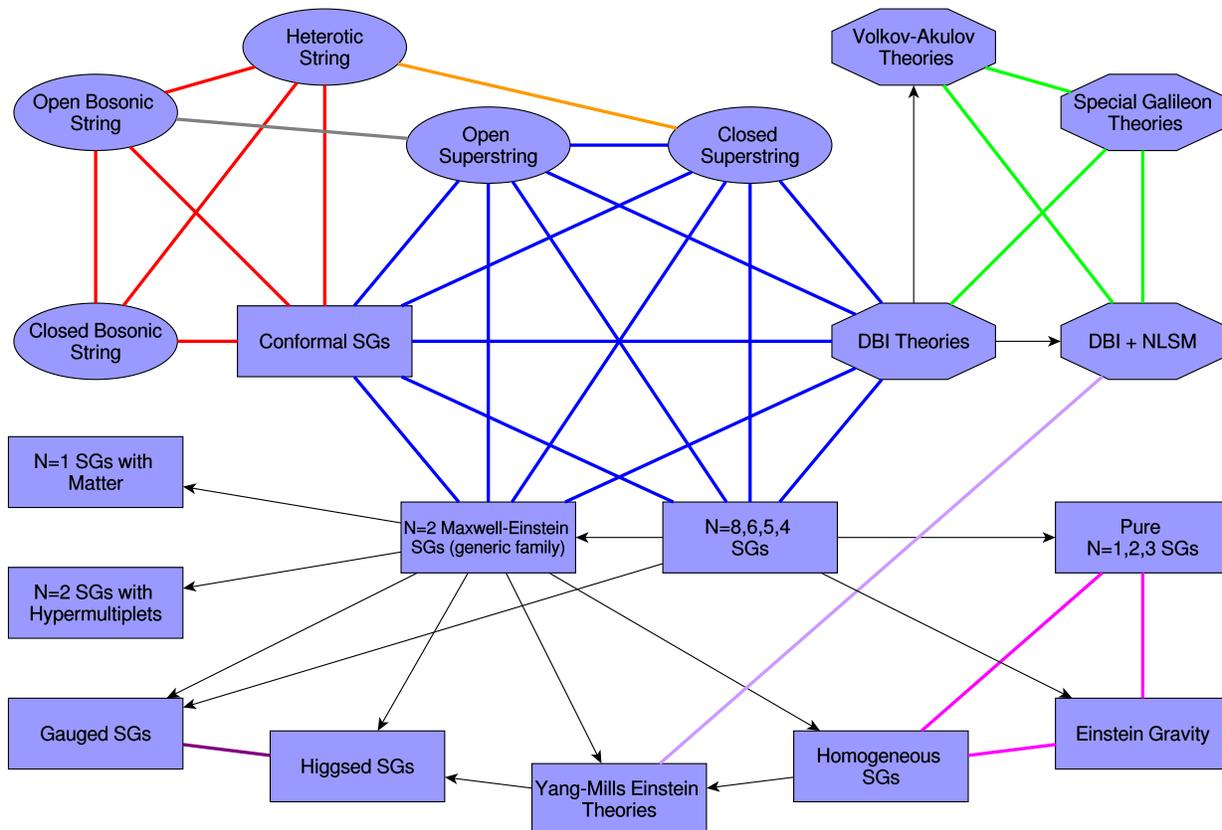 Heterotic
String
Volkov-Akulov
Theories
Open Bosonic
String
Special Galileon
Theories
Open
Superstring
Closed
Superstring
Closed Bosonic
String
Conformal SGs
DBI Theories
DBI + NLSM
N=1 SGs with
Matter
N=2 Maxwell-Einstein
SGs (generic family)
N=8,6,5,4
SGs
Pure
N=1,2,3 SGs
N=2 SGs with
Hypermultiplets
Gauged SGs
Higgsed SGs
Yang-Mills Einstein
Theories
Homogeneous
SGs
Einstein Gravity